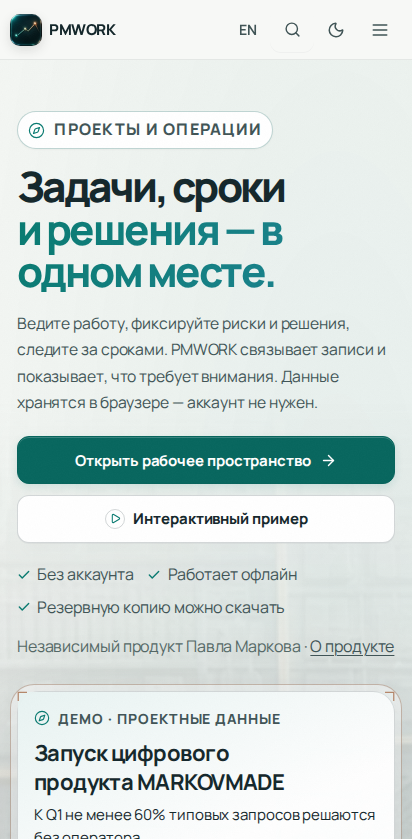 PMWORK
EN
ПРОЕКТЫ И ОПЕРАЦИИ
Задачи, сроки
и решения — в
одном месте.
Ведите работу, фиксируйте риски и решения,
следите за сроками. PMWORK связывает записи и
показывает, что требует внимания. Данные
хранятся в браузере — аккаунт не нужен.
Открыть рабочее пространство
Интерактивный пример
Без аккаунта
Работает офлайн
Резервную копию можно скачать
Независимый продукт Павла Маркова · О продукте
ДЕМО · ПРОЕКТНЫЕ ДАННЫЕ
Запуск цифрового
продукта MARKOVMADE
К Q1 не менее 60% типовых запросов решаются
без оператора